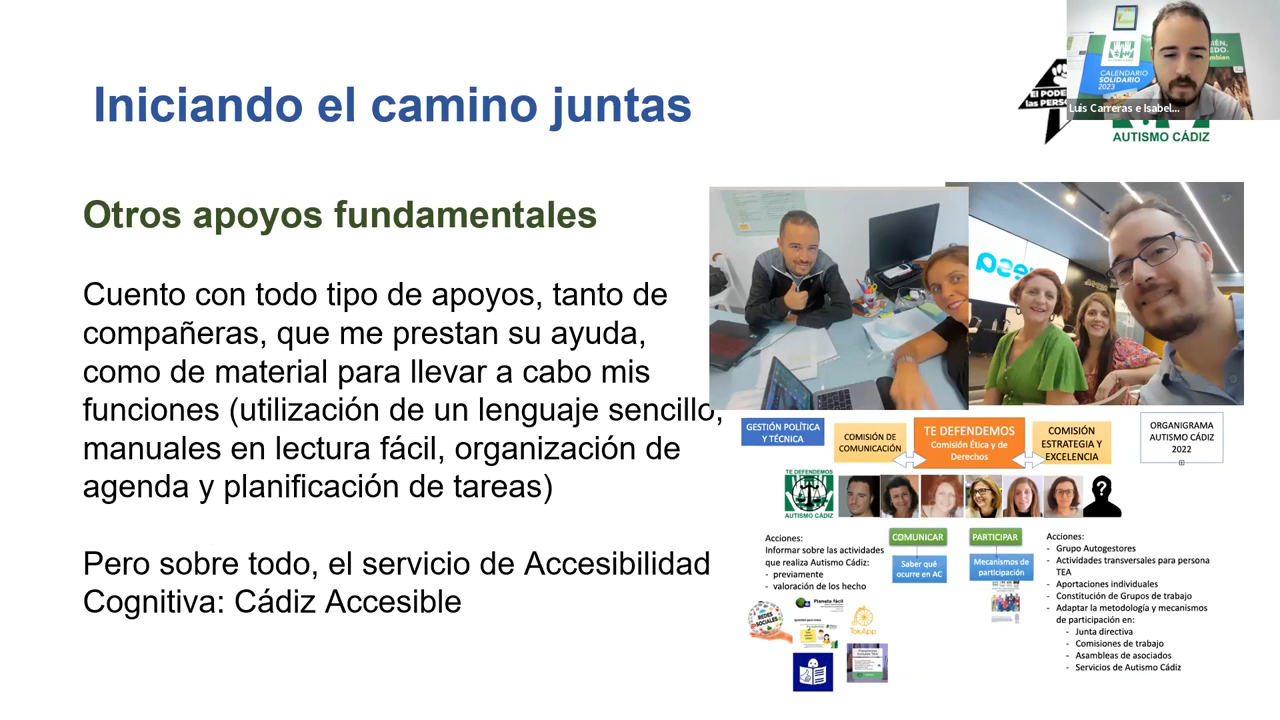 Iniciando el camino juntas
CALENDARIO
SOLIDARIO
2023
Luis Carreras e Isabel...
EL PODE
las PERSO
AUTISMO CÁDIZ
Otros apoyos fundamentales
Cuento con todo tipo de apoyos, tanto de
compañeras, que me prestan su ayuda,
como de material para llevar a cabo mis
funciones (utilización de un lenguaje sencillo,
manuales en lectura fácil, organización de
agenda y planificación de tareas)
Pero sobre todo, el servicio de Accesibilidad
Cognitiva: Cádiz Accesible
GESTIÓN POLÍTICA
Y TÉCNICA
COMISIÓN DE
COMUNICACIÓN
TE DEFENDEMOS
Comisión Ética y de
Derechos
COMISIÓN
ESTRATEGIA Y
EXCELENCIA
ORGANIGRAMA
AUTISMO CÁDIZ
2022
TE DEFENDEMOS
AUTISMO CÁDIZ
?
Acciones:
Informar sobre las actividades
que realiza Autismo Cádiz:
- previamente
- valoración de los hecho
COMUNICAR
Saber qué
ocurre en AC
PARTICIPAR
Mecanismos de
participación
Acciones:
- Grupo Autogestores
- Actividades transversales para persona
TEA
- Aportaciones individuales
- Constitución de Grupos de trabajo
- Adaptar la metodología y mecanismos
de participación en:
- Junta directiva
- Comisiones de trabajo
- Asambleas de asociados
- Servicios de Autismo Cádiz
REDES
SOCIALES
Planeta fácil
TokApp